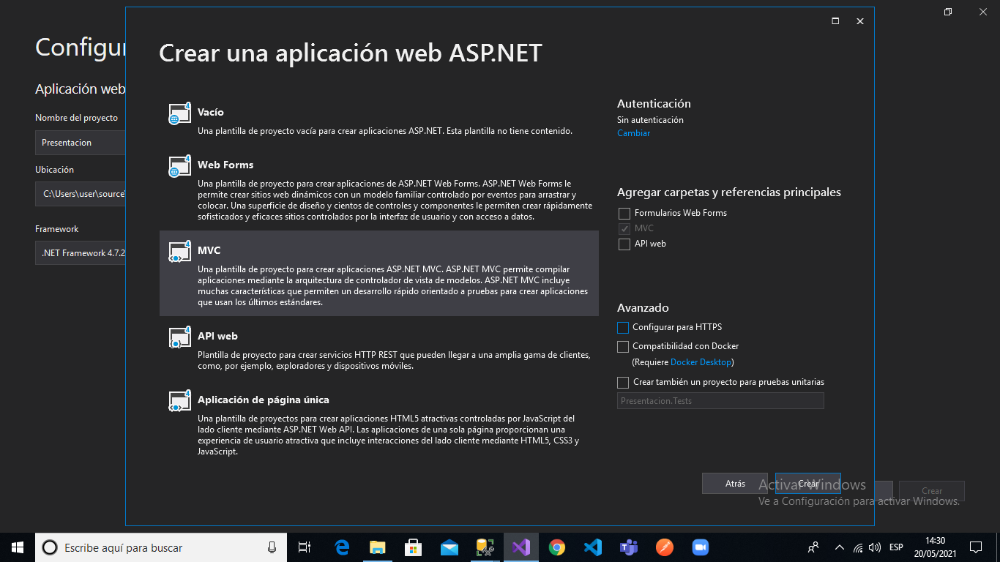 Configur
Aplicación web
Nombre del proyecto
Presentacion
Ubicación
C:\Users\user\source\
Framework
.NET Framework 4.7.2
Crear una aplicación web ASP.NET
Vacío
Una plantilla de proyecto vacía para crear aplicaciones ASP.NET. Esta plantilla no tiene contenido.
Web Forms
Una plantilla de proyecto para crear aplicaciones de ASP.NET Web Forms. ASP.NET Web Forms le
permite crear sitios web dinámicos con un modelo familiar controlado por eventos para arrastrar y
colocar. Una superficie de diseño y cientos de controles y componentes le permiten crear rápidamente
sofisticados y eficaces sitios controlados por la interfaz de usuario y con acceso a datos.
MVC
Una plantilla de proyecto para crear aplicaciones ASP.NET MVC. ASP.NET MVC permite compilar
aplicaciones mediante la arquitectura de controlador de vista de modelos. ASP.NET MVC incluye
muchas características que permiten un desarrollo rápido orientado a pruebas para crear aplicaciones
que usan los últimos estándares.
API web
Plantilla de proyecto para crear servicios HTTP REST que pueden llegar a una amplia gama de clientes,
como, por ejemplo, exploradores y dispositivos móviles.
Aplicación de página única
Una plantilla de proyectos para crear aplicaciones HTML5 atractivas controladas por JavaScript del
lado cliente mediante ASP.NET Web API. Las aplicaciones de una sola página proporcionan una
experiencia de usuario atractiva que incluye interacciones del lado cliente mediante HTML5, CSS3 y
JavaScript.
Autenticación
Sin autenticación
Cambiar
Agregar carpetas y referencias principales
Formularios Web Forms
MVC
API web
Avanzado
Configurar para HTTPS
Compatibilidad con Docker
(Requiere Docker Desktop)
Crear también un proyecto para pruebas unitarias
Presentacion.Tests
Atrás
Crear
Crear
Activar Windows
Ve a Configuración para activar Windows.
Escribe aquí para buscar
ESP
14:30
20/05/2021